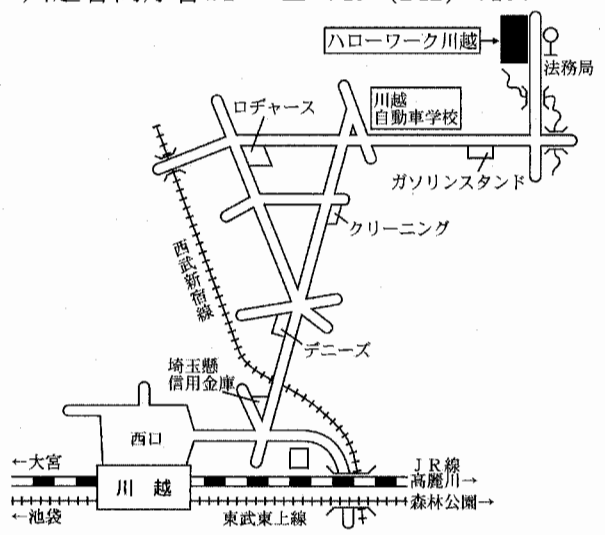 ハローワーク川越
法務局
ロヂャース
川越
自動車学校
ガソリンスタンド
クリーニング
西武新宿線
デニーズ
埼玉懸
信用金庫
西口
←大宮
JR線
高麗川→
川越
森林公園→
←池袋
東武東上線